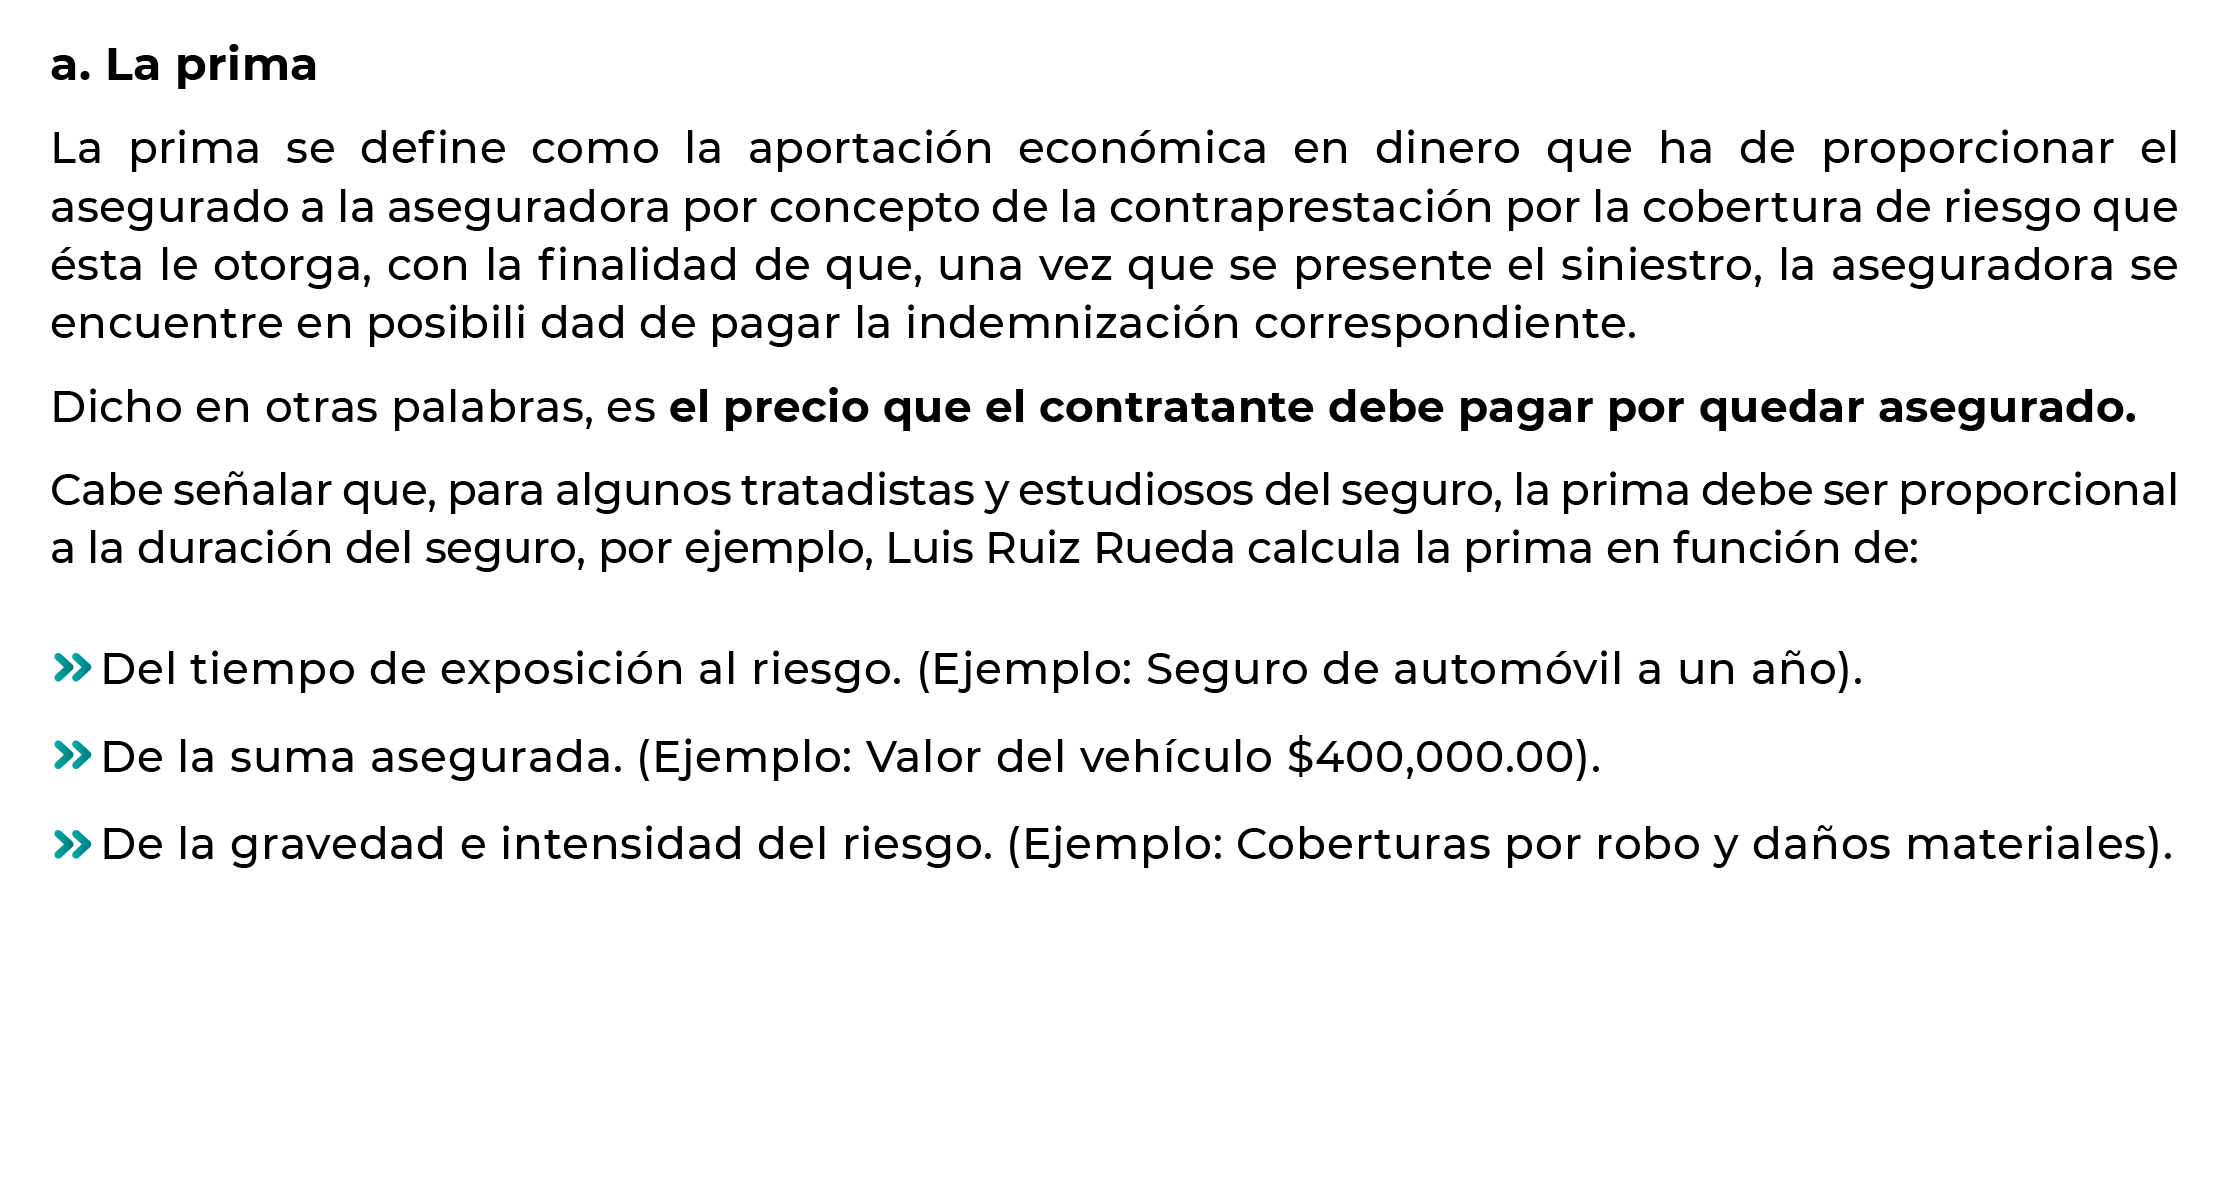 a. La prima
La prima se define como la aportación económica en dinero que ha de proporcionar el
asegurado a la aseguradora por concepto de la contraprestación por la cobertura de riesgo que
ésta le otorga, con la finalidad de que, una vez que se presente el siniestro, la aseguradora se
encuentre en posibili dad de pagar la indemnización correspondiente.
Dicho en otras palabras, es el precio que el contratante debe pagar por quedar asegurado.
Cabe señalar que, para algunos tratadistas y estudiosos del seguro, la prima debe ser proporcional
a la duración del seguro, por ejemplo, Luis Ruiz Rueda calcula la prima en función de:
» Del tiempo de exposición al riesgo. (Ejemplo: Seguro de automóvil a un año).
» De la suma asegurada. (Ejemplo: Valor del vehículo $400,000.00).
» De la gravedad e intensidad del riesgo. (Ejemplo: Coberturas por robo y daños materiales).